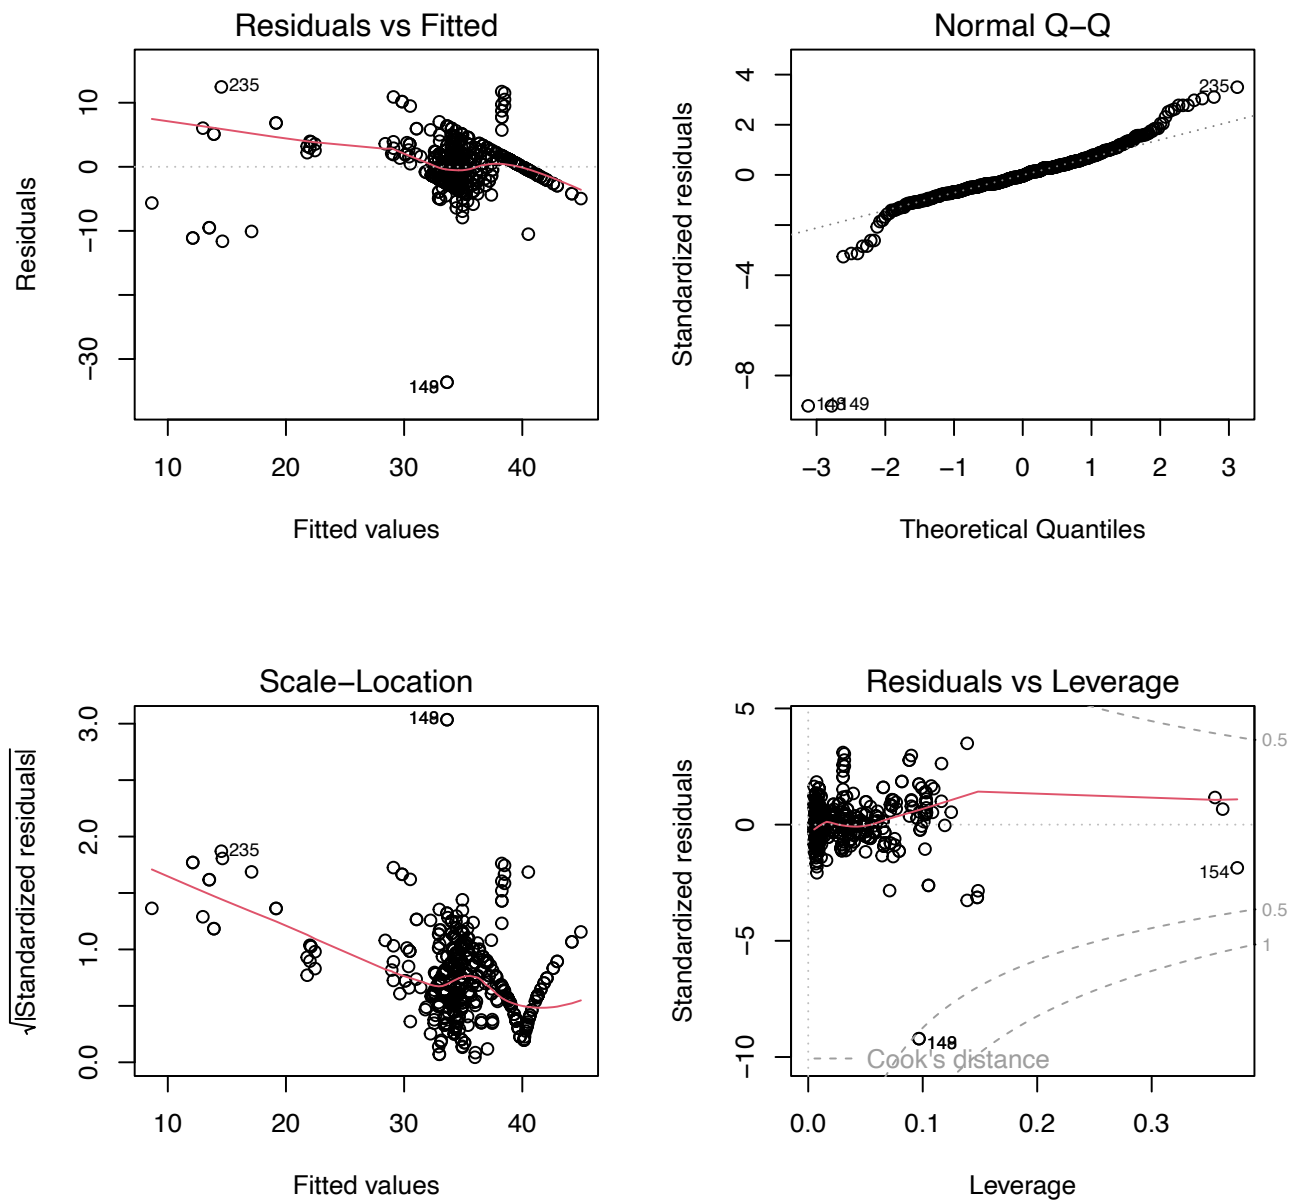 Residuals vs Fitted
Residuals
10
0
−10
−30
235
149
10 20 30 40
Fitted values
Normal Q−Q
Standardized residuals
4
2
0
−4
−8
235
149
−3 −2 −1 0 1 2 3
Theoretical Quantiles
Scale−Location
√|Standardized residuals|
3.0
2.0
1.0
0.0
149
235
10 20 30 40
Fitted values
Residuals vs Leverage
Standardized residuals
5
0
−5
−10
0.5
0.5
1
154
149
Cook's distance
0.0 0.1 0.2 0.3
Leverage